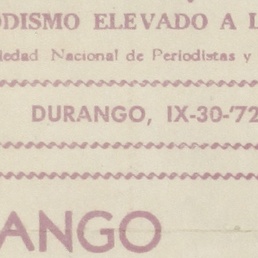 ODISMO ELEVADO A L
iedad Nacional de Periodistas y
DURANGO, IX-30-'72
ANGO